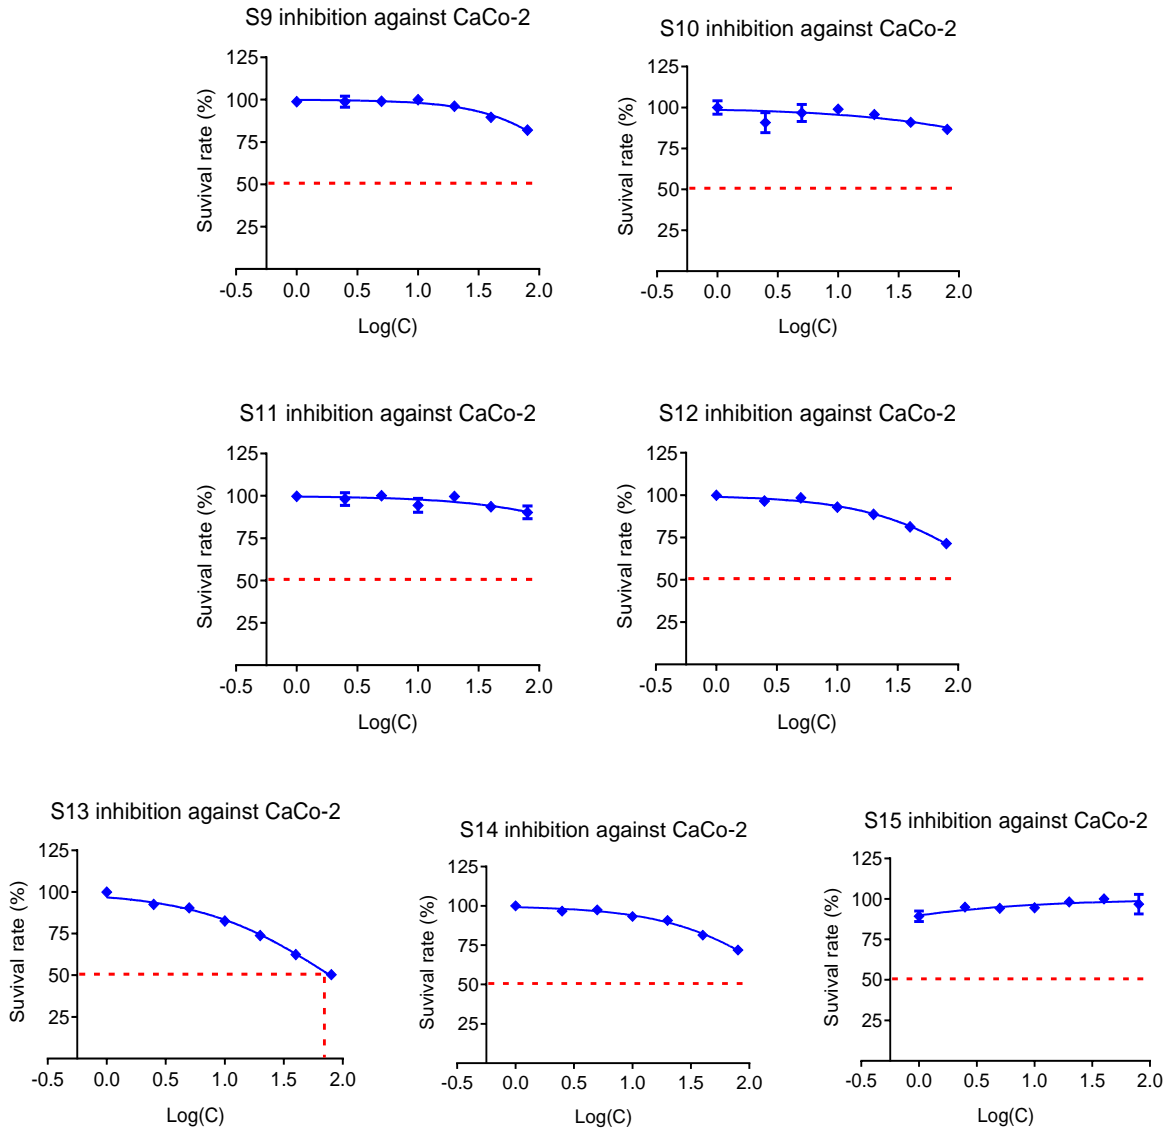 S9 inhibition against CaCo-2
125
100
75
50
25
Suvival rate (%)
-0.5 0.0 0.5 1.0 1.5 2.0
Log(C)
S10 inhibition against CaCo-2
125
100
75
50
25
Suvival rate (%)
-0.5 0.0 0.5 1.0 1.5 2.0
Log(C)
S11 inhibition against CaCo-2
125
100
75
50
25
Suvival rate (%)
-0.5 0.0 0.5 1.0 1.5 2.0
Log(C)
S12 inhibition against CaCo-2
125
100
75
50
25
Suvival rate (%)
-0.5 0.0 0.5 1.0 1.5 2.0
Log(C)
S13 inhibition against CaCo-2
125
100
75
50
25
Suvival rate (%)
-0.5 0.0 0.5 1.0 1.5 2.0
Log(C)
S14 inhibition against CaCo-2
125
100
75
50
25
Suvival rate (%)
-0.5 0.0 0.5 1.0 1.5 2.0
Log(C)
S15 inhibition against CaCo-2
125
100
75
50
25
Suvival rate (%)
-0.5 0.0 0.5 1.0 1.5 2.0
Log(C)